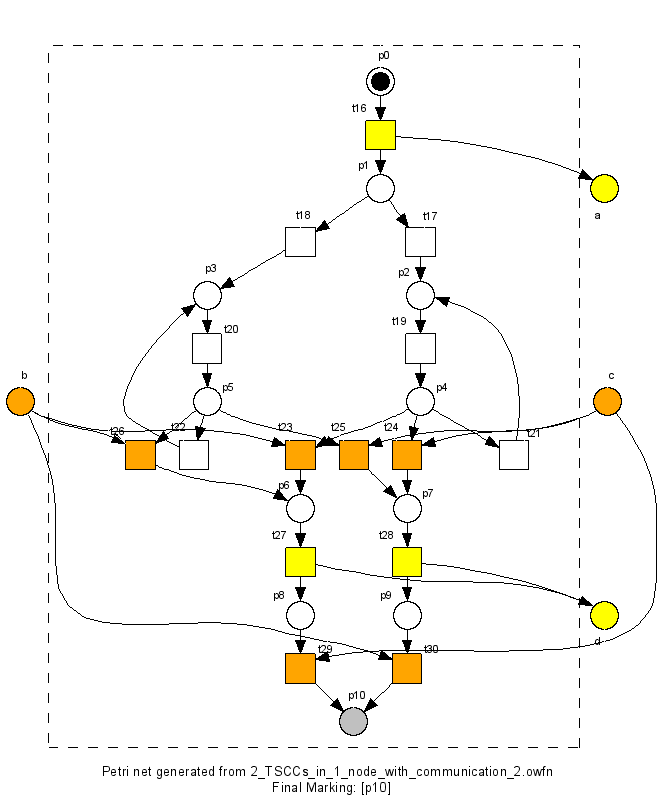 p0
t16
p1
a
t18
t17
p3
p2
t20
t19
b
p5
p4
c
t26
t22
t23
t25
t24
t21
p6
p7
t27
t28
p8
p9
d
t29
t30
p10
Petri net generated from 2_TSCCs_in_1_node_with_communication_2.owfn
Final Marking: [p10]